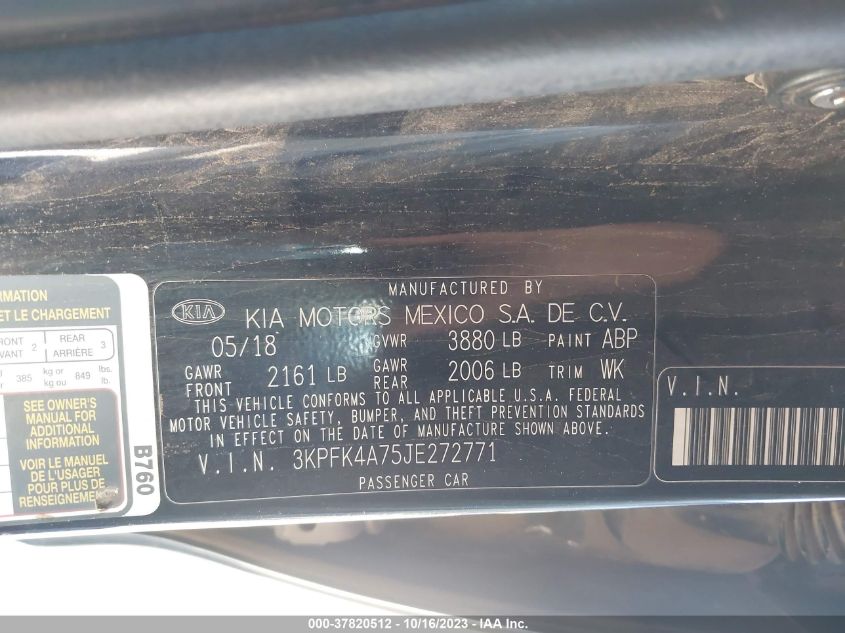 RMATION
ET LE CHARGEMENT
RONT 2 REAR 3
VANT ARRIÈRE
385 kg or kg ou 849 lbs. lb.
SEE OWNER'S
MANUAL FOR
ADDITIONAL
INFORMATION
VOIR LE MANUEL
DE L'USAGER
POUR PLUS DE
RENSEIGNEMEN
B760
MANUFACTURED BY
KIA KIA MOTORS MEXICO S.A. DE C.V.
05/18 GVWR 3880 LB PAINT ABP
GAWR FRONT 2161 LB GAWR REAR 2006 LB TRIM WK
THIS VEHICLE CONFORMS TO ALL APPLICABLE U.S.A. FEDERAL
MOTOR VEHICLE SAFETY, BUMPER, AND THEFT PREVENTION STANDARDS
IN EFFECT ON THE DATE OF MANUFACTURE SHOWN ABOVE.
V.I.N. 3KPFK4A75JE272771
PASSENGER CAR
V.I.N.
000-37820512 - 10/16/2023 - IAA Inc.